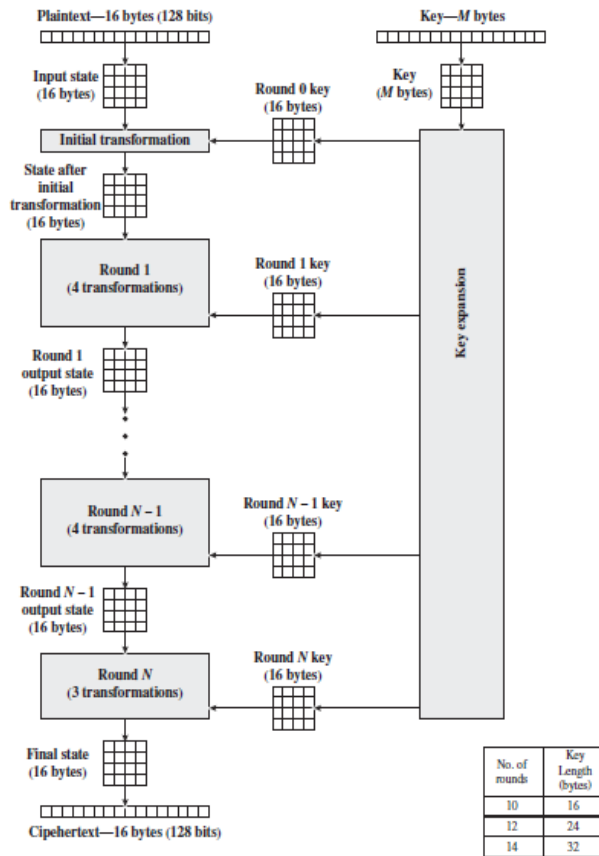 Plaintext—16 bytes (128 bits)
Key—M bytes
Input state
(16 bytes)
Key
(M bytes)
Round 0 key
(16 bytes)
Initial transformation
State after
initial
transformation
(16 bytes)
Round 1
(4 transformations)
Round 1 key
(16 bytes)
Key expansion
Round 1
output state
(16 bytes)
Round N – 1
(4 transformations)
Round N – 1 key
(16 bytes)
Round N – 1
output state
(16 bytes)
Round N
(3 transformations)
Round N key
(16 bytes)
Final state
(16 bytes)
Cipehertext—16 bytes (128 bits)
No. of
rounds
Key
Length
(bytes)
10 16
12 24
14 32